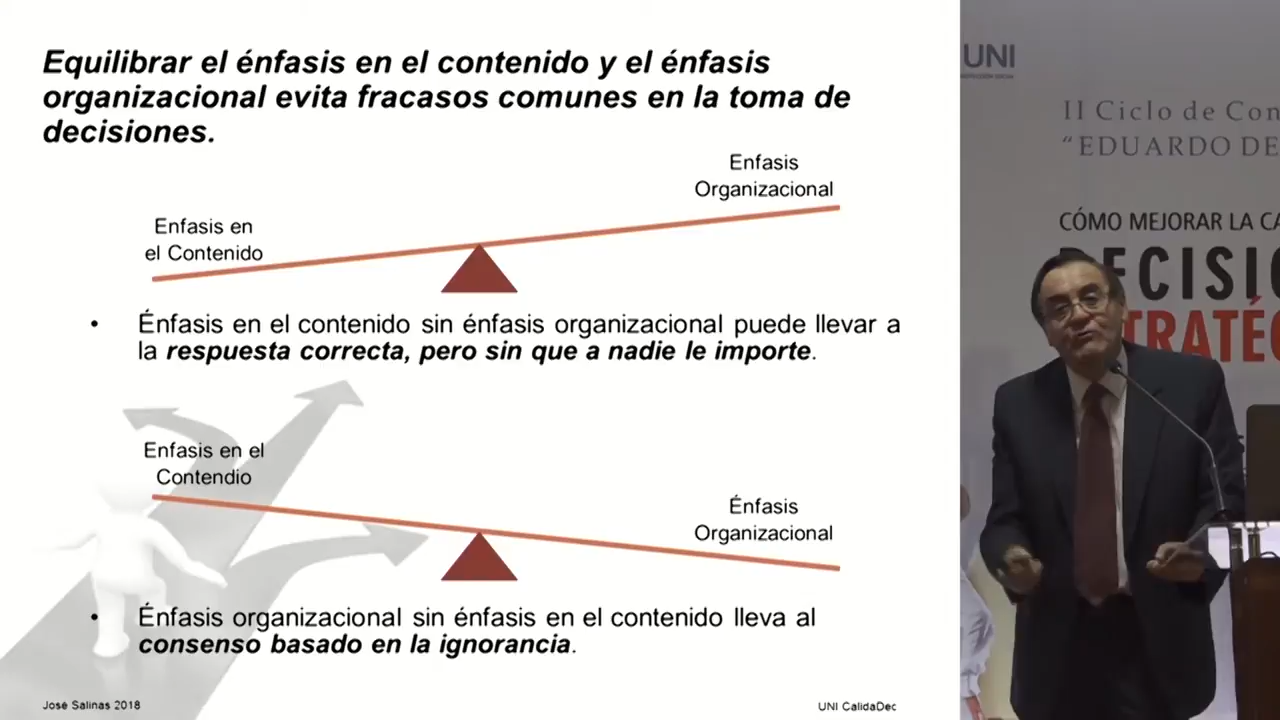 Equilibrar el énfasis en el contenido y el énfasis
organizacional evita fracasos comunes en la toma de
decisiones.
Enfasis
Organizacional
Enfasis en
el Contenido
• Énfasis en el contenido sin énfasis organizacional puede llevar a
la respuesta correcta, pero sin que a nadie le importe.
Enfasis en el
Contendio
Énfasis
Organizacional
• Énfasis organizacional sin énfasis en el contenido lleva al
consenso basado en la ignorancia.
José Salinas 2018
UNI CalidaDec
UNI
II Ciclo de Con
“EDUARDO DE
CÓMO MEJORAR LA CA
DECISIO
TRATÉG